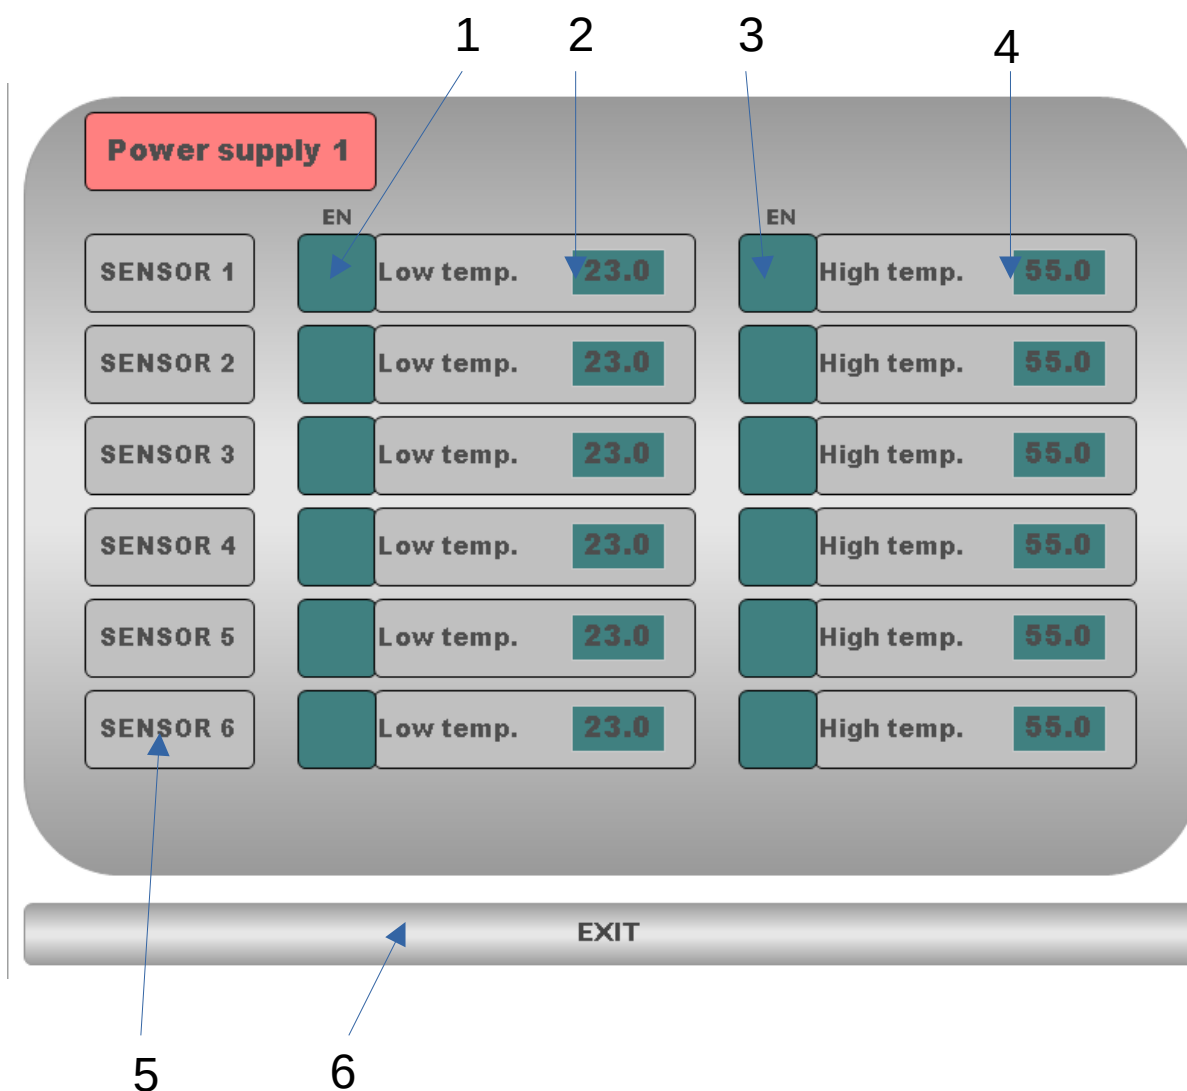 1 2 3 4
Power supply 1
EN EN
SENSOR 1 Low temp. 23.0 High temp. 55.0
SENSOR 2 Low temp. 23.0 High temp. 55.0
SENSOR 3 Low temp. 23.0 High temp. 55.0
SENSOR 4 Low temp. 23.0 High temp. 55.0
SENSOR 5 Low temp. 23.0 High temp. 55.0
SENSOR 6 Low temp. 23.0 High temp. 55.0
EXIT
5 6